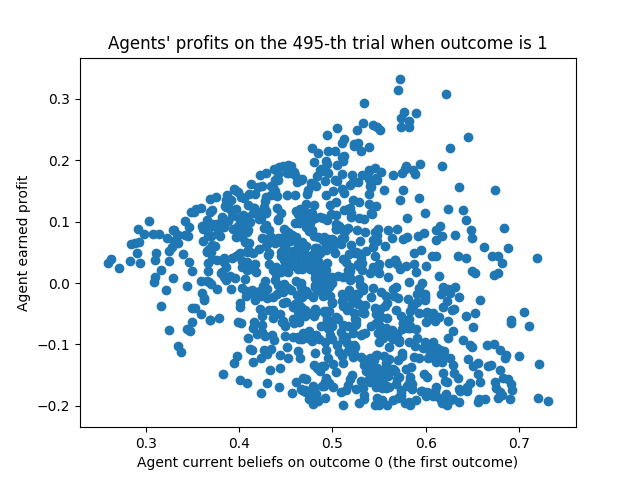 Agents' profits on the 495-th trial when outcome is 1
Agent earned profit
0.3
0.2
0.1
0.0
−0.1
−0.2
0.3 0.4 0.5 0.6 0.7
Agent current beliefs on outcome 0 (the first outcome)